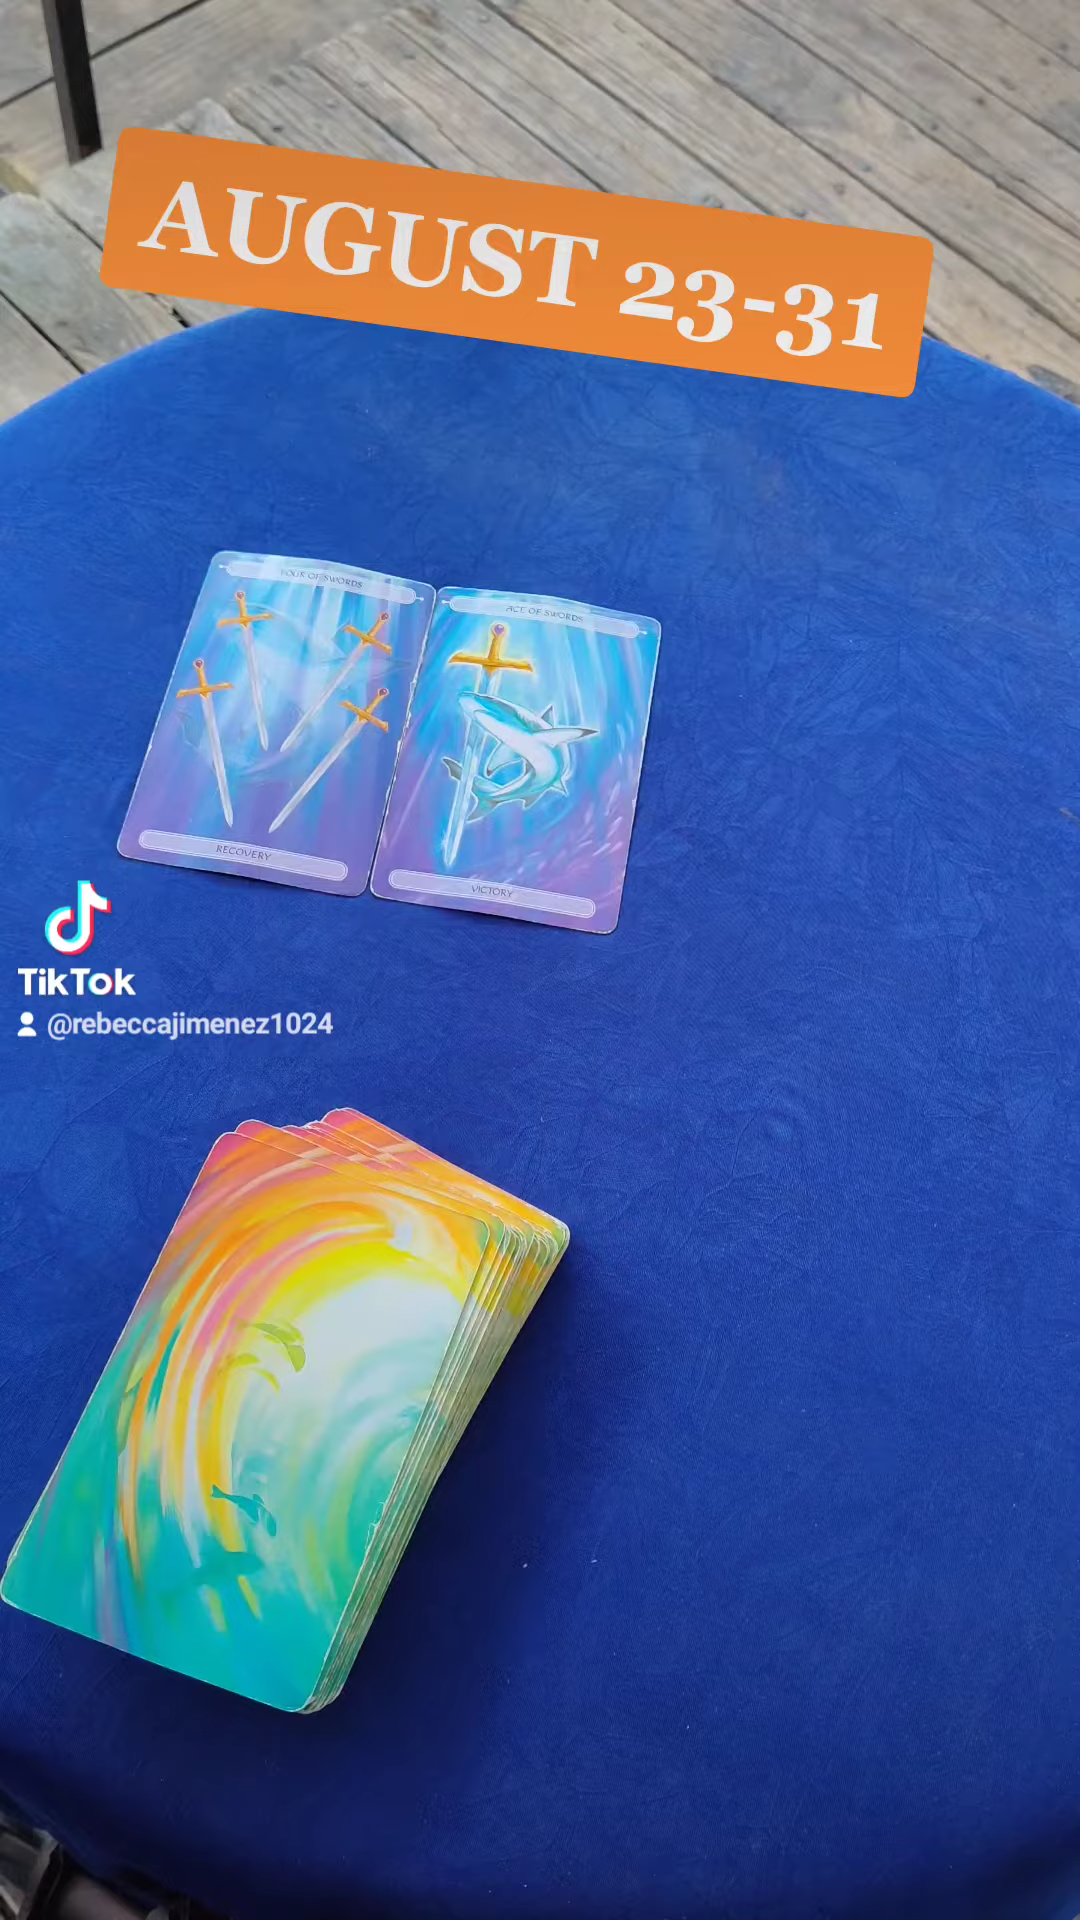 AUGUST 23-31
FOUR OF SWORDS
ACE OF SWORDS
RECOVERY
VICTORY
TikTok
@rebeccajimenez1024